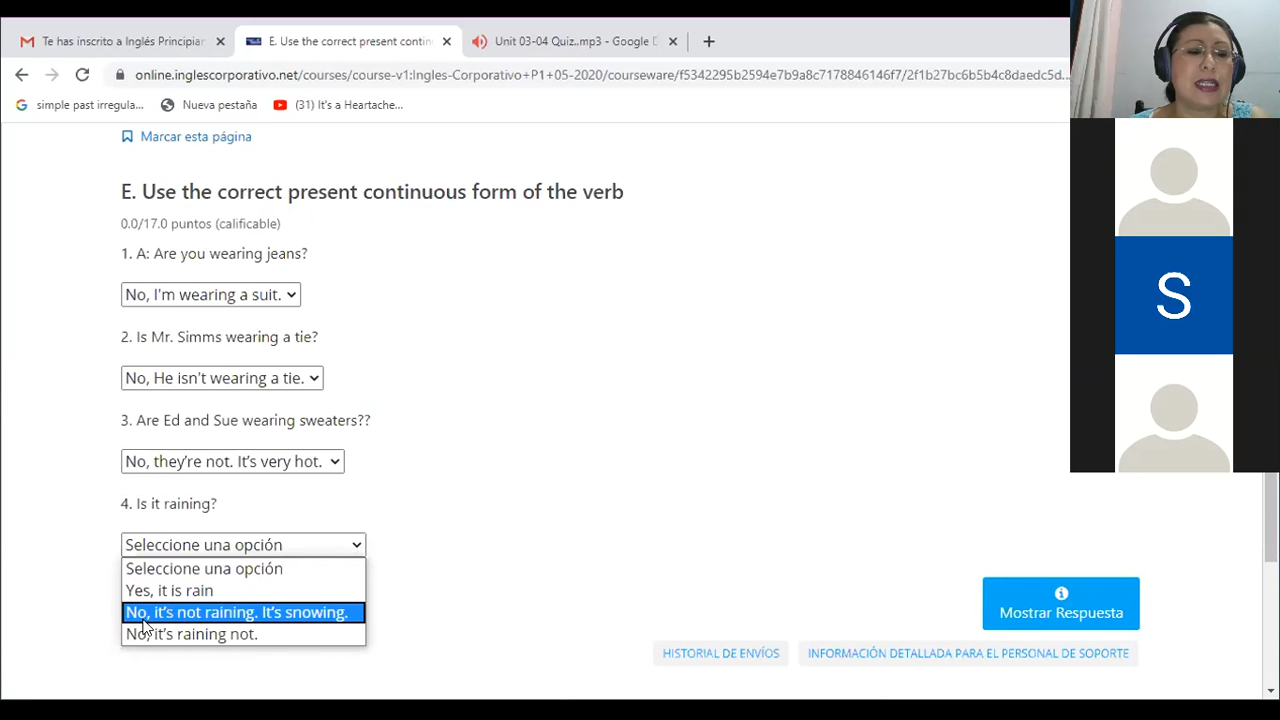 Te has inscrito a Inglés Principian
E. Use the correct present contin
Unit 03-04 Quiz..mp3 - Google D
online.inglescorporativo.net/courses/course-v1:Ingles-Corporativo+P1+05-2020/courseware/f5342295b2594e7b9a8c7178846146f7/2f1b27bc6b5b4c8daedc5d...
simple past irregula...
Nueva pestaña
(31) It's a Heartache...
Marcar esta página
E. Use the correct present continuous form of the verb
0.0/17.0 puntos (calificable)
1. A: Are you wearing jeans?
No, I'm wearing a suit.
2. Is Mr. Simms wearing a tie?
No, He isn't wearing a tie.
3. Are Ed and Sue wearing sweaters??
No, they're not. It's very hot.
4. Is it raining?
Seleccione una opción
Seleccione una opción
Yes, it is rain
No, it's not raining. It's snowing.
No, it's raining not.
Mostrar Respuesta
HISTORIAL DE ENVÍOS
INFORMACIÓN DETALLADA PARA EL PERSONAL DE SOPORTE
S